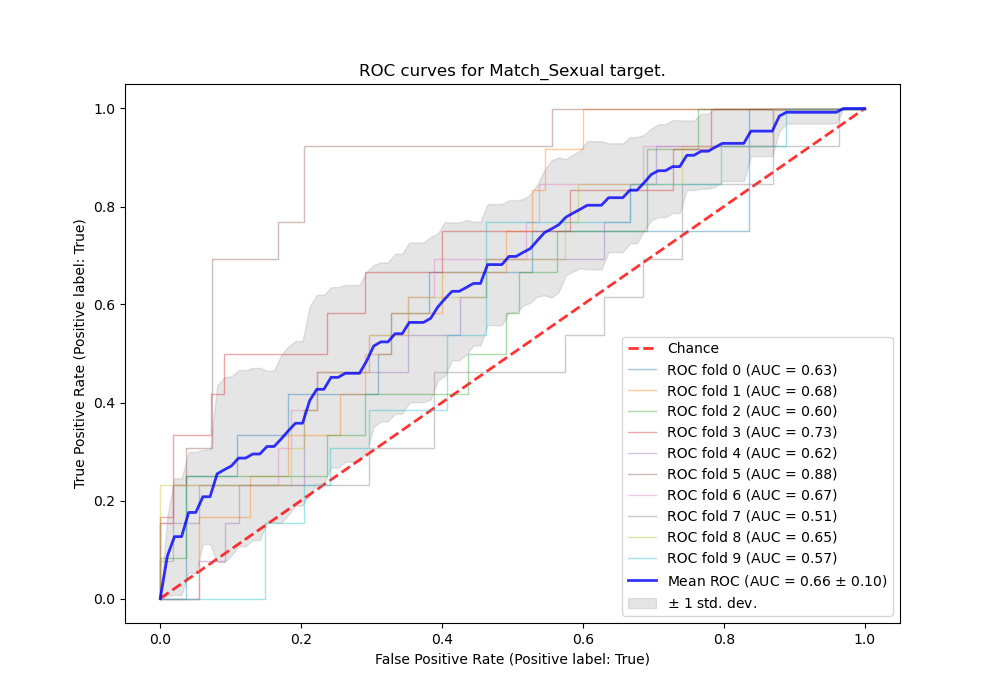 ROC curves for Match_Sexual target.
True Positive Rate (Positive label: True)
1.0
0.8
0.6
0.4
0.2
0.0
Chance
ROC fold 0 (AUC = 0.63)
ROC fold 1 (AUC = 0.68)
ROC fold 2 (AUC = 0.60)
ROC fold 3 (AUC = 0.73)
ROC fold 4 (AUC = 0.62)
ROC fold 5 (AUC = 0.88)
ROC fold 6 (AUC = 0.67)
ROC fold 7 (AUC = 0.51)
ROC fold 8 (AUC = 0.65)
ROC fold 9 (AUC = 0.57)
Mean ROC (AUC = 0.66 ± 0.10)
± 1 std. dev.
0.0 0.2 0.4 0.6 0.8 1.0
False Positive Rate (Positive label: True)